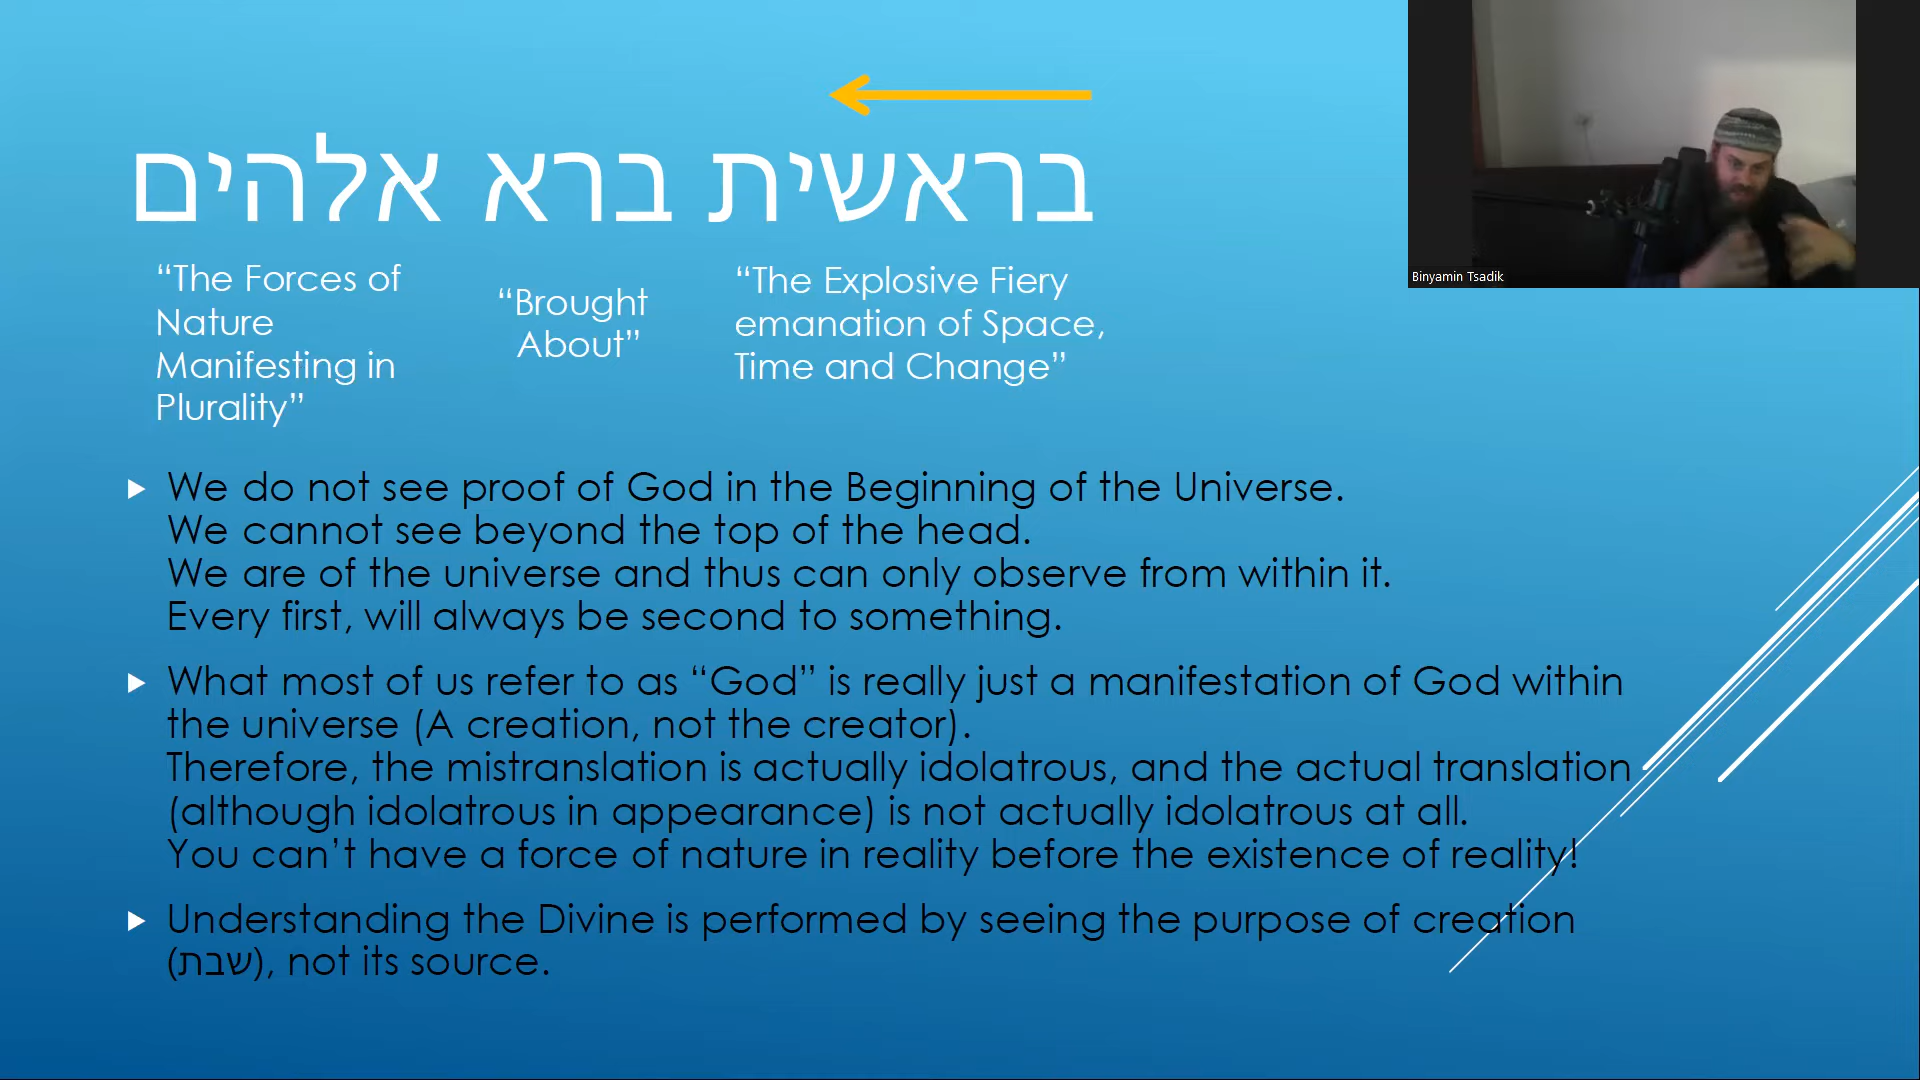 בראשית ברא אלהים
“The Explosive Fiery
emanation of Space,
Time and Change”
“Brought
About”
“The Forces of
Nature
Manifesting in
Plurality”
We do not see proof of God in the Beginning of the Universe.
We cannot see beyond the top of the head.
We are of the universe and thus can only observe from within it.
Every first, will always be second to something.
What most of us refer to as “God” is really just a manifestation of God within
the universe (A creation, not the creator).
Therefore, the mistranslation is actually idolatrous, and the actual translation
(although idolatrous in appearance) is not actually idolatrous at all.
You can’t have a force of nature in reality before the existence of reality!
Understanding the Divine is performed by seeing the purpose of creation
(שבת), not its source.
Binyamin Tsadik